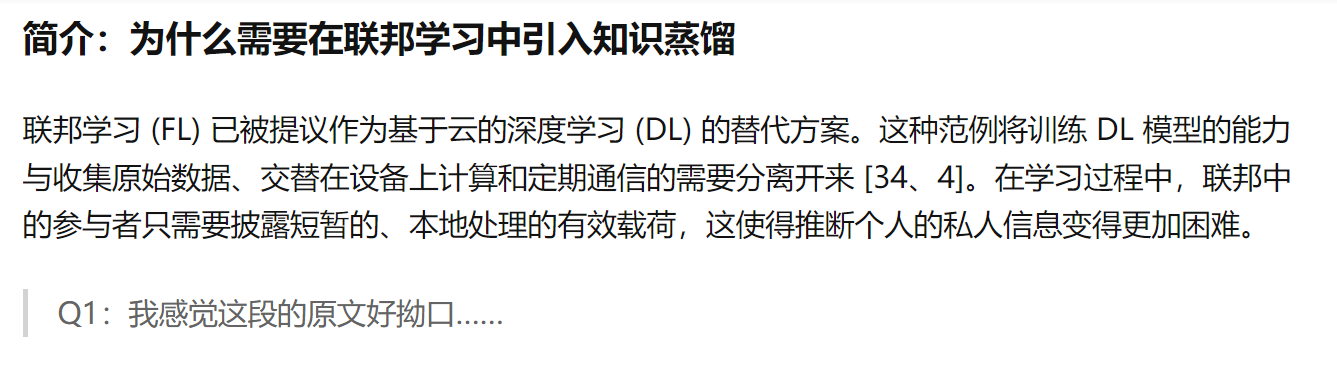 简介：为什么需要在联邦学习中引入知识蒸馏
联邦学习 (FL) 已被提议作为基于云的深度学习 (DL) 的替代方案。这种范例将训练 DL 模型的能力
与收集原始数据、交替在设备上计算和定期通信的需要分离开来 [34、4]。在学习过程中，联邦中
的参与者只需要披露短暂的、本地处理的有效载荷，这使得推断个人的私人信息变得更加困难。
Q1：我感觉这段的原文好拗口......